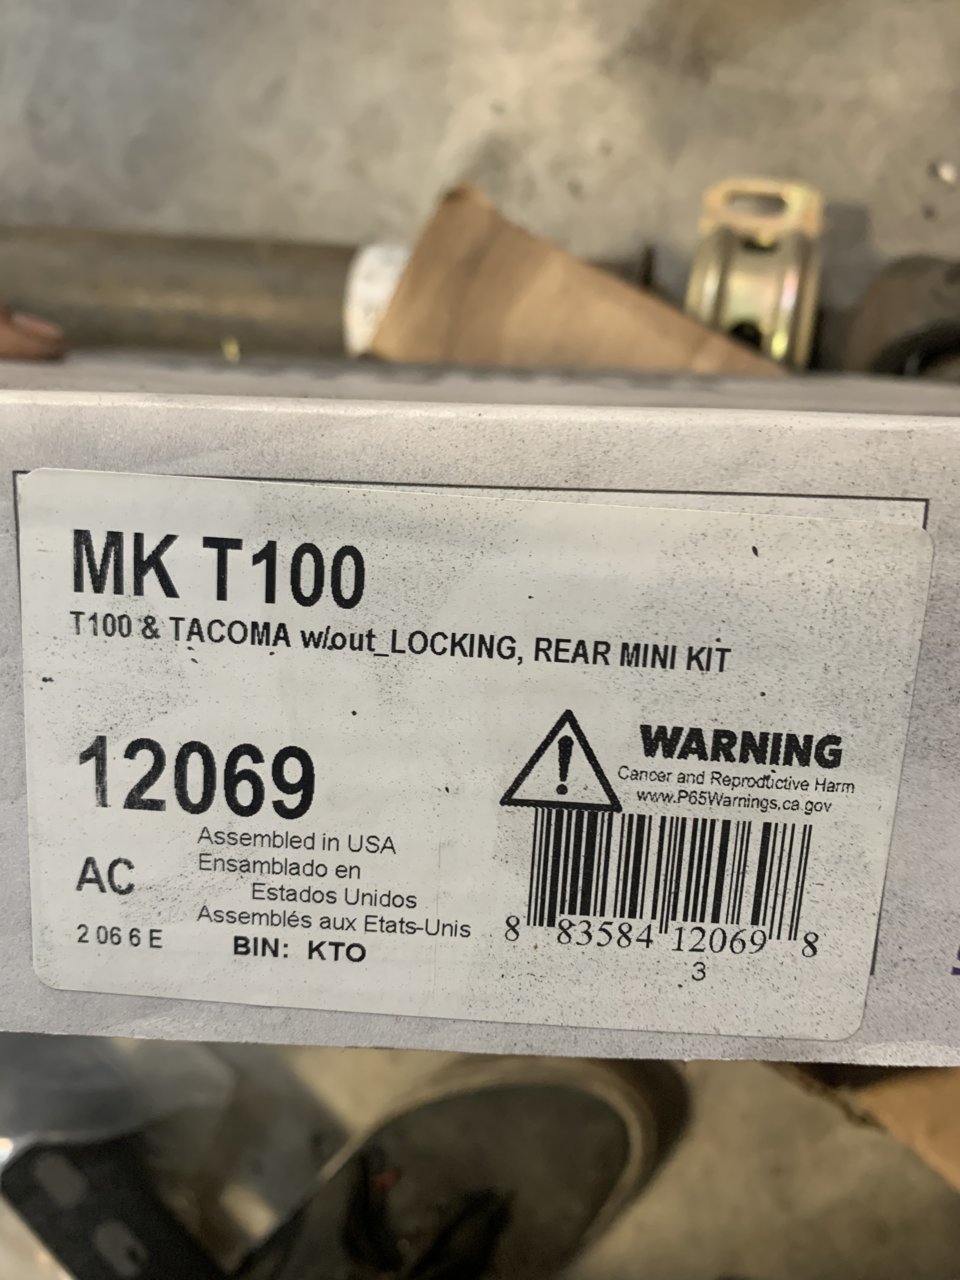 MK T100
T100 & TACOMA w/out_LOCKING, REAR MINI KIT
12069
WARNING
Cancer and Reproductive Harm
www.P65Warnings.ca.gov
Assembled in USA
Ensamblado en
Estados Unidos
Assemblés aux Etats-Unis
AC
2 06 6 E
BIN: KTO
8 83584 12069 8
3